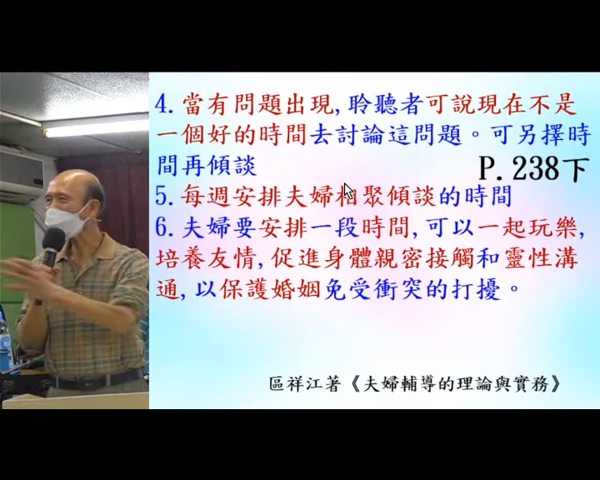 4.當有問題出現,聆聽者可說現在不是
一個好的時間去討論這問題。可另擇時
間再傾談
P.238下
5.每週安排夫婦相聚傾談的時間
6.夫婦要安排一段時間,可以一起玩樂,
培養友情,促進身體親密接觸和靈性溝
通,以保護婚姻免受衝突的打擾。
區祥江著《夫婦輔導的理論與實務》